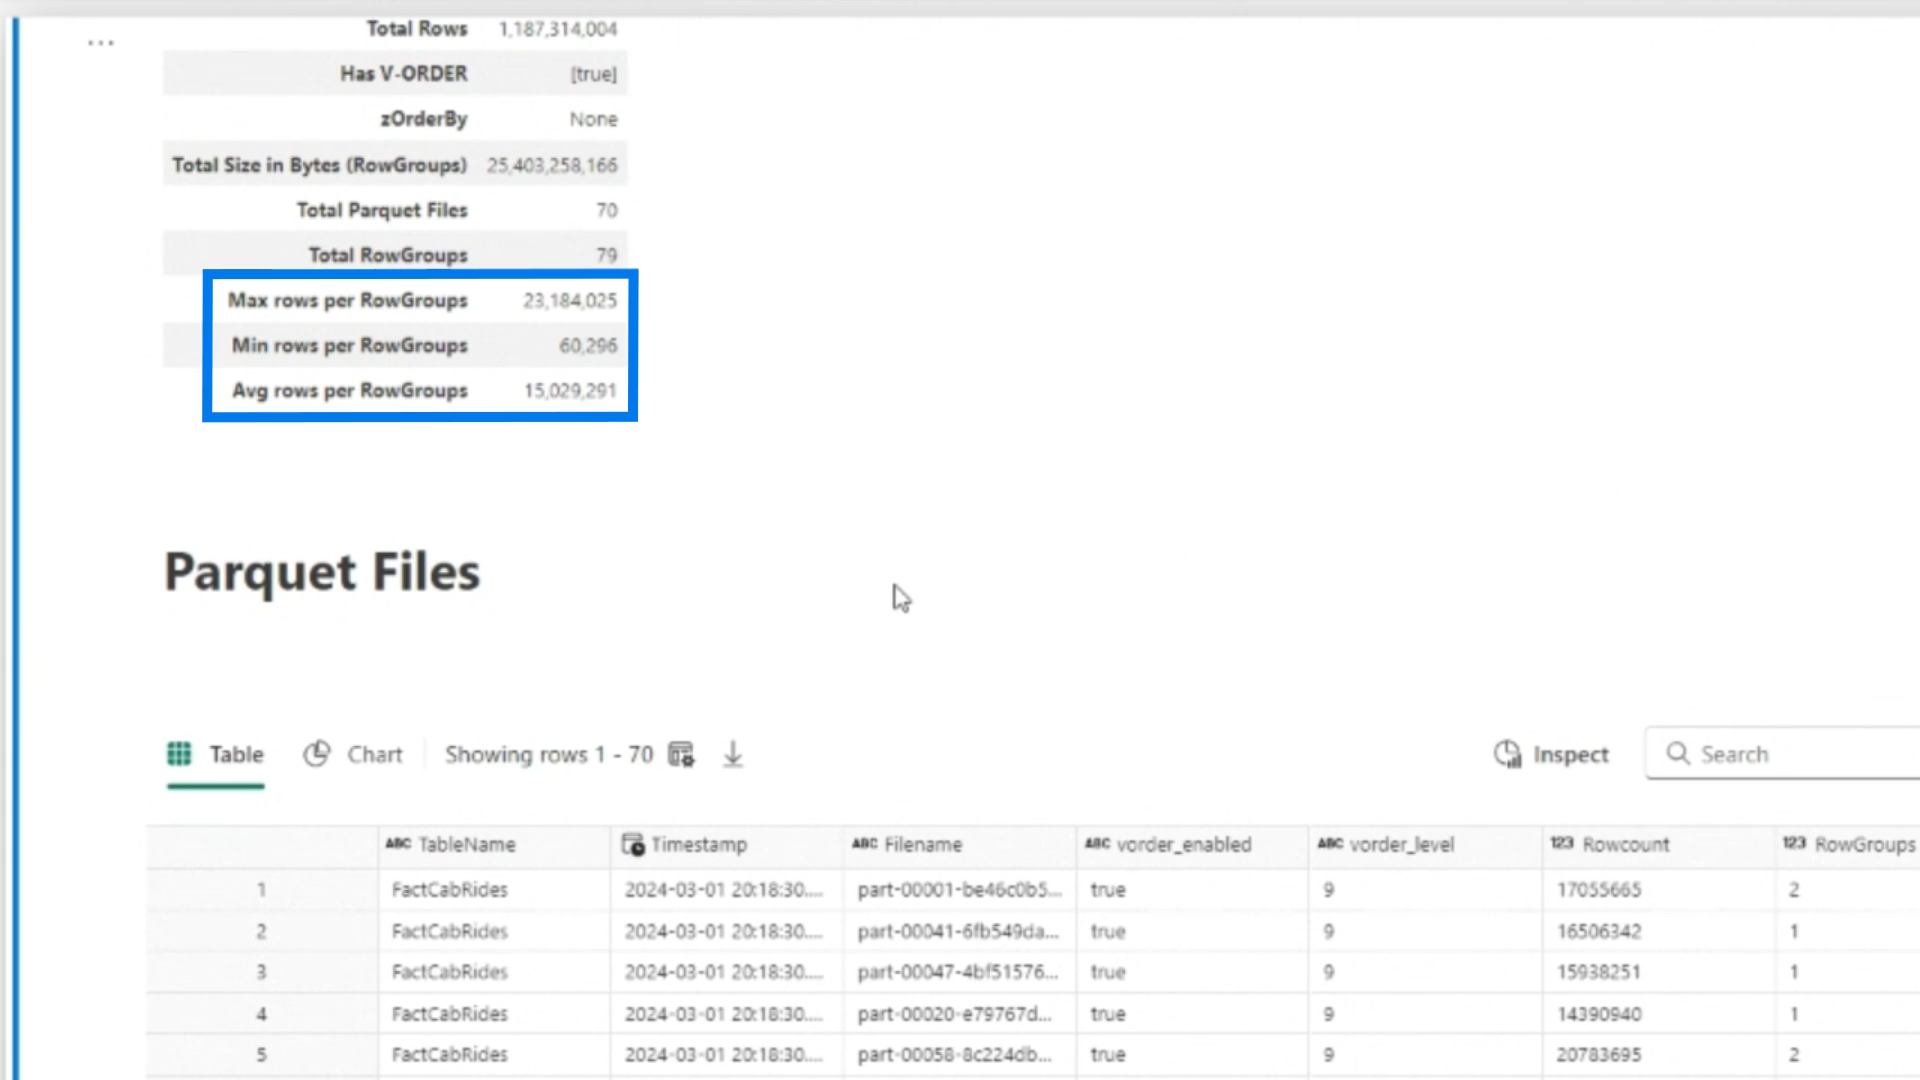 ...
Total Rows 1,187,314,004
Has V-ORDER [true]
zOrderBy None
Total Size in Bytes (RowGroups) 25,403,258,166
Total Parquet Files 70
Total RowGroups 79
Max rows per RowGroups 23,184,025
Min rows per RowGroups 60,296
Avg rows per RowGroups 15,029,291
Parquet Files
Table Chart Showing rows 1 - 70 Inspect Search
ABC TableName Timestamp ABC Filename ABC vorder_enabled ABC vorder_level 123 Rowcount 123 RowGroups
1 FactCabRides 2024-03-01 20:18:30.... part-00001-be46c0b5... true 9 17055665 2
2 FactCabRides 2024-03-01 20:18:30.... part-00041-6fb549da... true 9 16506342 1
3 FactCabRides 2024-03-01 20:18:30.... part-00047-4bf51576... true 9 15938251 1
4 FactCabRides 2024-03-01 20:18:30.... part-00020-e79767d... true 9 14390940 1
5 FactCabRides 2024-03-01 20:18:30.... part-00058-8c224db... true 9 20783695 2